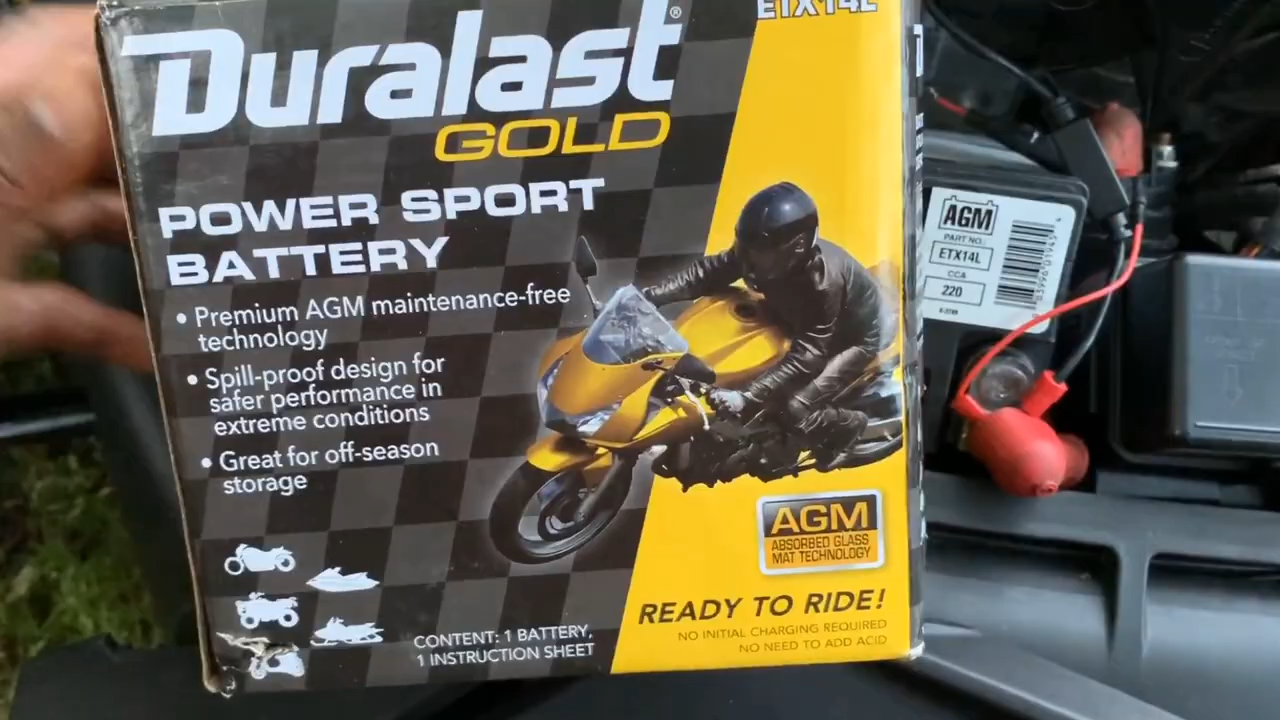 ETX14L
Duralast®
GOLD
POWER SPORT
BATTERY
• Premium AGM maintenance-free
technology
• Spill-proof design for
safer performance in
extreme conditions
• Great for off-season
storage
AGM
ABSORBED GLASS
MAT TECHNOLOGY
READY TO RIDE!
NO INITIAL CHARGING REQUIRED
NO NEED TO ADD ACID
CONTENT: 1 BATTERY,
1 INSTRUCTION SHEET
AGM
PART NO.:
ETX14L
CCA
220